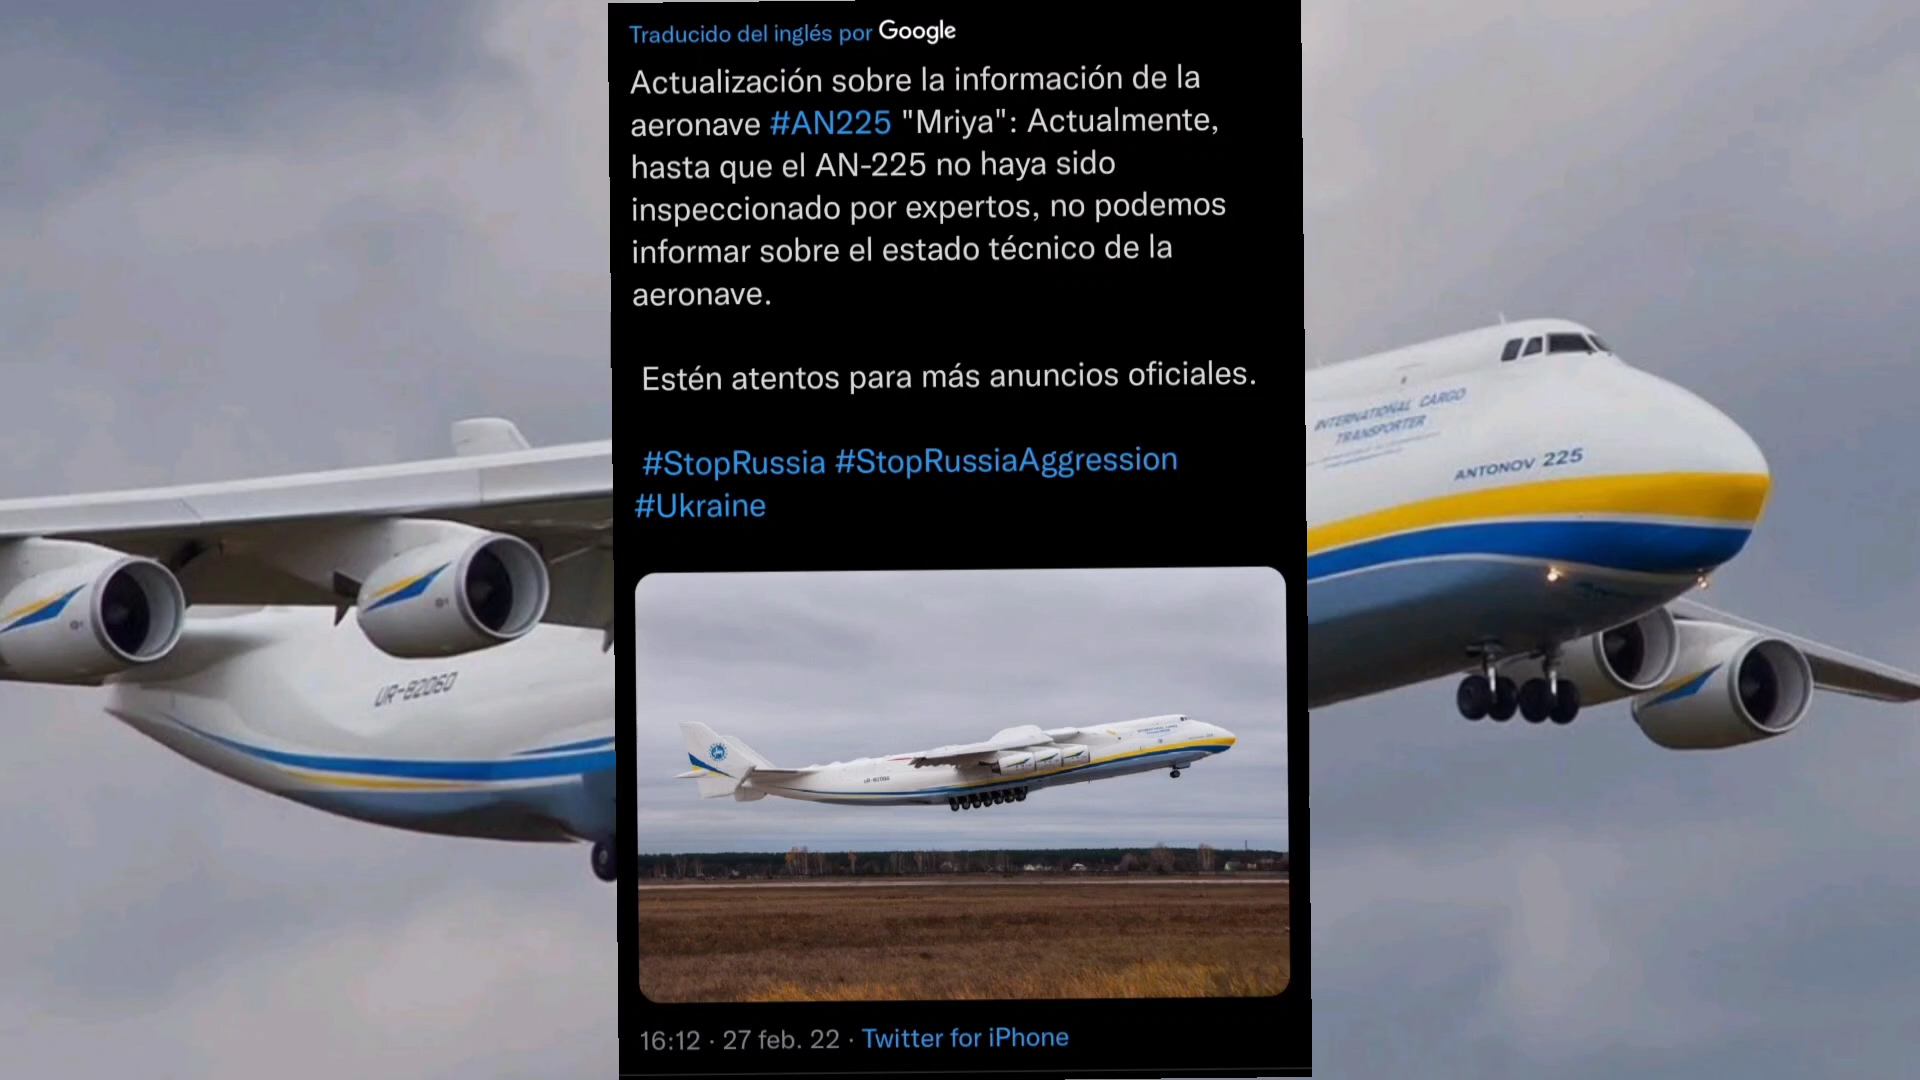 Traducido del inglés por Google
Actualización sobre la información de la
aeronave #AN225 "Mriya": Actualmente,
hasta que el AN-225 no haya sido
inspeccionado por expertos, no podemos
informar sobre el estado técnico de la
aeronave.
Estén atentos para más anuncios oficiales.
#StopRussia #StopRussiaAggression
#Ukraine
16:12 · 27 feb. 22 · Twitter for iPhone
INTERNATIONAL CARGO
TRANSPORTER
ANTONOV 225
UR-82060